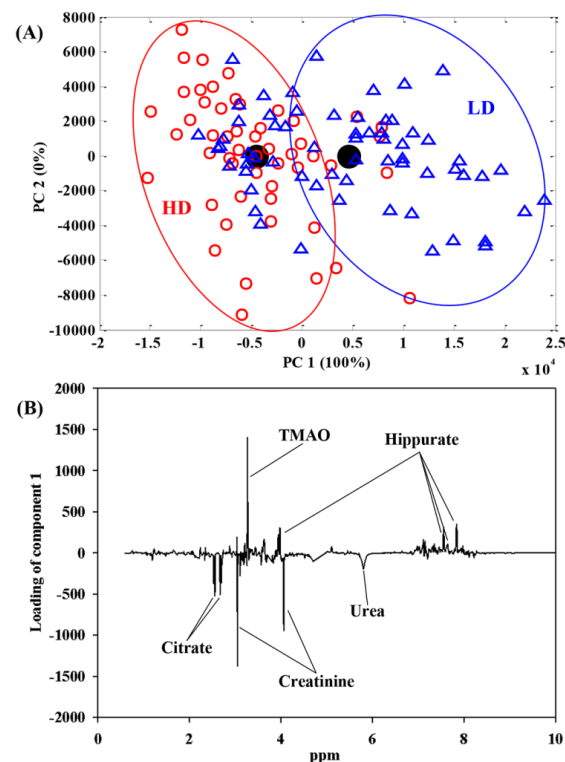 (A)
8000
6000
4000
2000
0
-2000
-4000
-6000
-8000
-10000
PC 2 (0%)
HD
LD
-1.5 -1 -0.5 0 0.5 1 1.5 2 2.5
PC 1 (100%)
x 10⁴
(B)
2000
1500
1000
500
0
-500
-1000
-1500
-2000
Loading of component 1
TMAO
Hippurate
Citrate
Creatinine
Urea
0 2 4 6 8 10
ppm